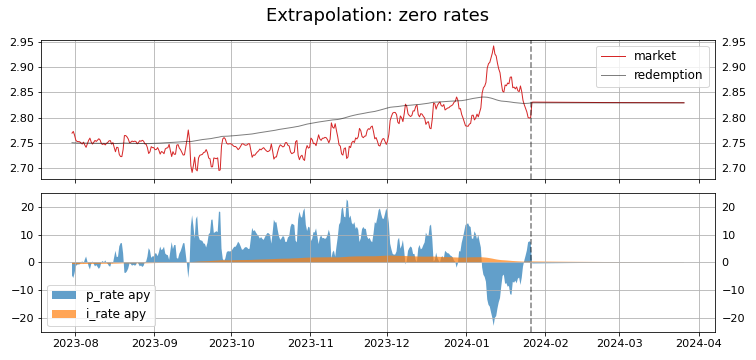 Extrapolation: zero rates
2.95 2.95
market
2.90 2.90
redemption
2.85 2.85
2.80 2.80
2.75 2.75
2.70 2.70
20 20
10 10
0 0
−10 −10
p_rate apy
i_rate apy
−20 −20
2023-08 2023-09 2023-10 2023-11 2023-12 2024-01 2024-02 2024-03 2024-04